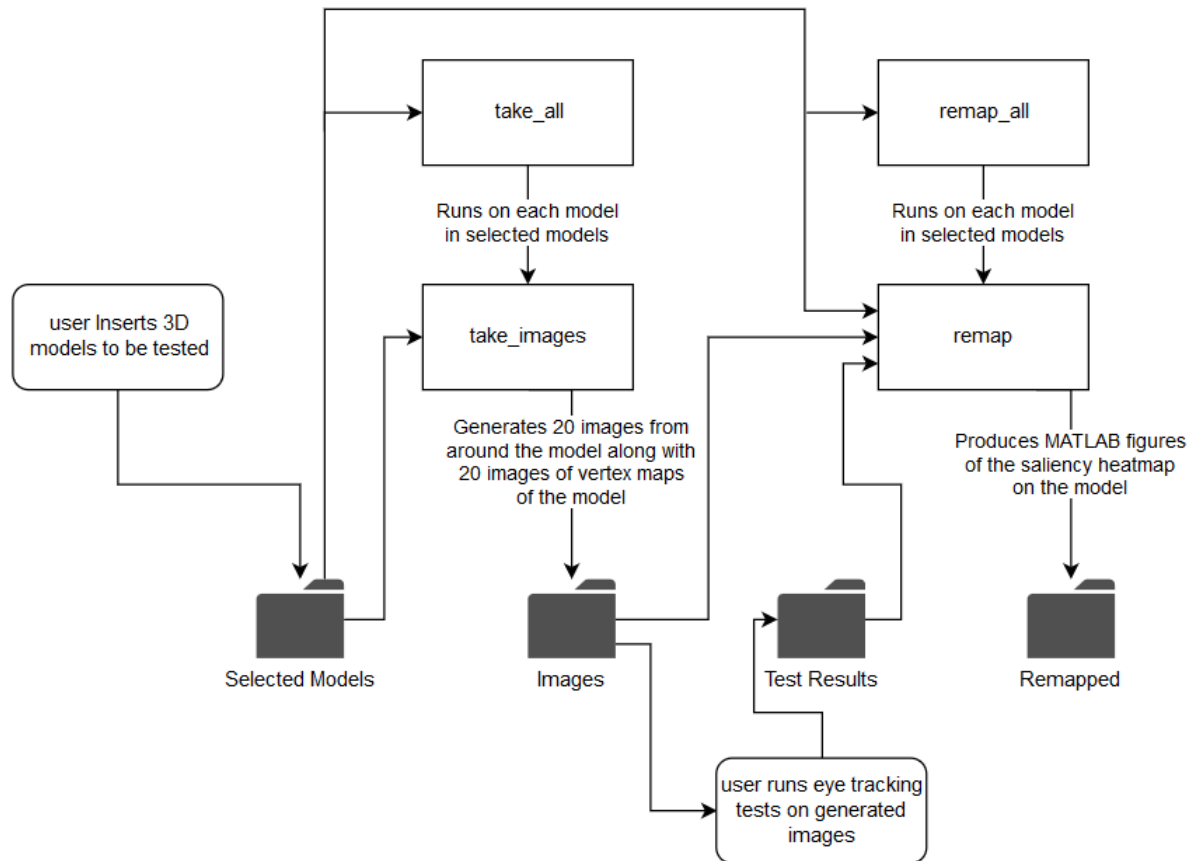 take_all
remap_all
Runs on each model
in selected models
Runs on each model
in selected models
user Inserts 3D
models to be tested
take_images
remap
Generates 20 images from
around the model along with
20 images of vertex maps
of the model
Produces MATLAB figures
of the saliency heatmap
on the model
Selected Models
Images
Test Results
Remapped
user runs eye tracking
tests on generated
images